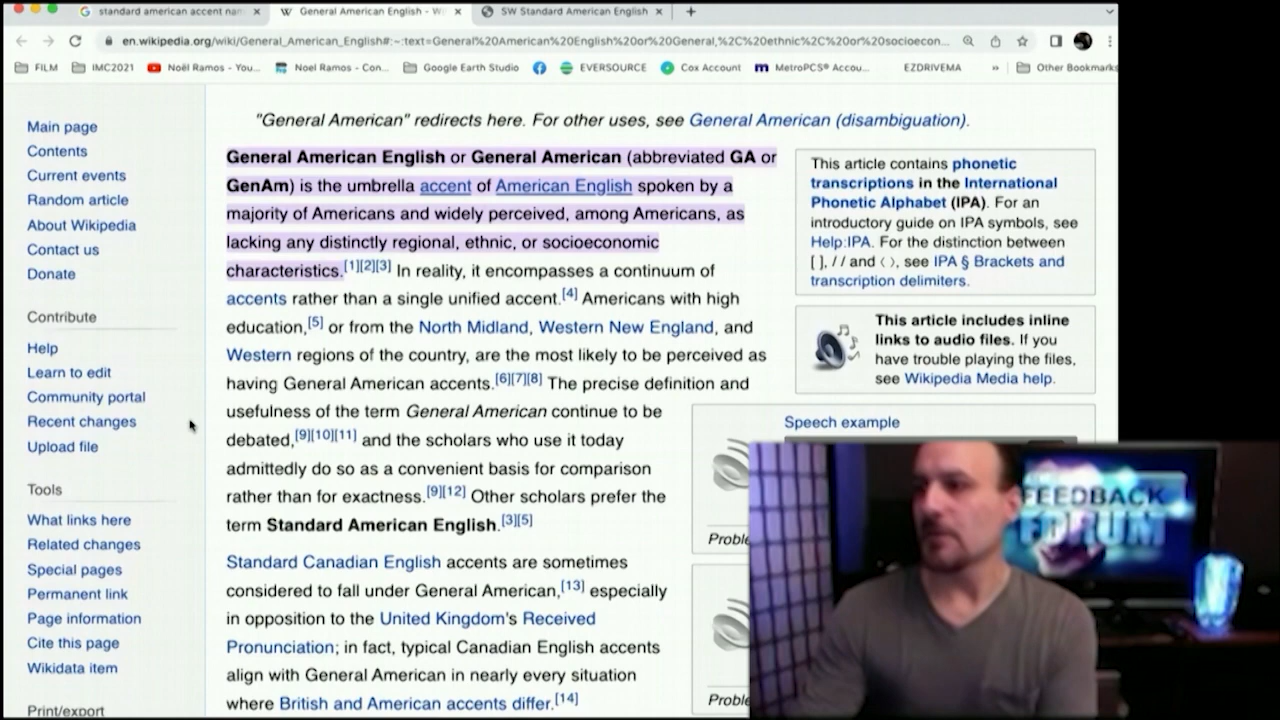 standard american accent nam
General American English - W
SW Standard American English
en.wikipedia.org/wiki/General_American_English#:~:text=General%20American%20English%20or%20General,%2C%20ethnic%2C%20or%20socioecon...
FILM
IMC2021
Noël Ramos - You...
Noel Ramos - Con...
Google Earth Studio
EVERSOURCE
Cox Account
MetroPCS® Accou...
EZDRIVEMA
»
Other Bookmarks
Main page
Contents
Current events
Random article
About Wikipedia
Contact us
Donate
Contribute
Help
Learn to edit
Community portal
Recent changes
Upload file
Tools
What links here
Related changes
Special pages
Permanent link
Page information
Cite this page
Wikidata item
Print/export
"General American" redirects here. For other uses, see General American (disambiguation).
General American English or General American (abbreviated GA or
GenAm) is the umbrella accent of American English spoken by a
majority of Americans and widely perceived, among Americans, as
lacking any distinctly regional, ethnic, or socioeconomic
characteristics.[1][2][3] In reality, it encompasses a continuum of
accents rather than a single unified accent.[4] Americans with high
education,[5] or from the North Midland, Western New England, and
Western regions of the country, are the most likely to be perceived as
having General American accents.[6][7][8] The precise definition and
usefulness of the term General American continue to be
debated,[9][10][11] and the scholars who use it today
admittedly do so as a convenient basis for comparison
rather than for exactness.[9][12] Other scholars prefer the
term Standard American English.[3][5]
Standard Canadian English accents are sometimes
considered to fall under General American,[13] especially
in opposition to the United Kingdom's Received
Pronunciation; in fact, typical Canadian English accents
align with General American in nearly every situation
where British and American accents differ.[14]
This article contains phonetic
transcriptions in the International
Phonetic Alphabet (IPA). For an
introductory guide on IPA symbols, see
Help:IPA. For the distinction between
[ ], / / and ⟨ ⟩, see IPA § Brackets and
transcription delimiters.
This article includes inline
links to audio files. If you
have trouble playing the files,
see Wikipedia Media help.
Speech example
Proble
Proble
FEEDBACK
FORUM